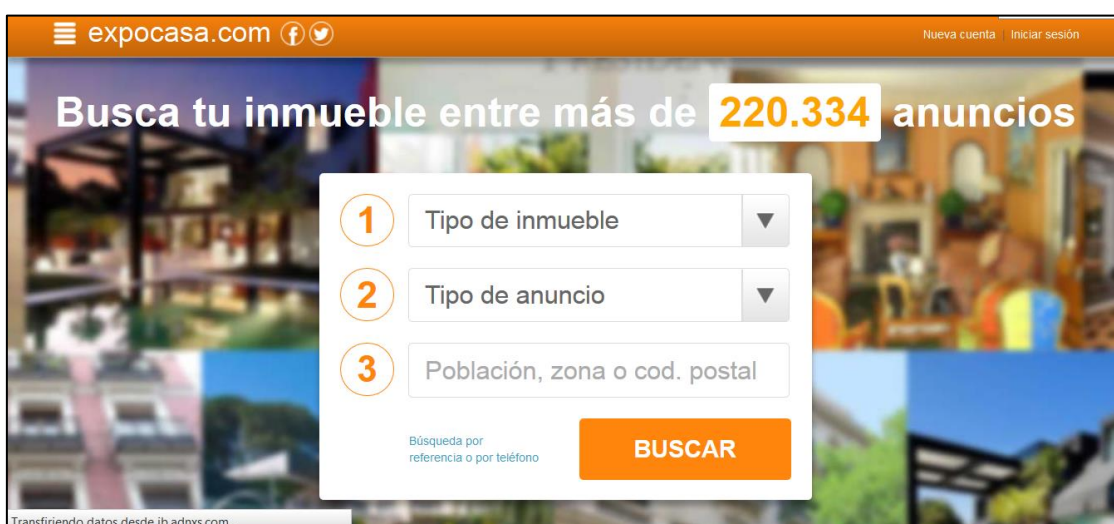 expocasa.com
Nueva cuenta | Iniciar sesión
Busca tu inmueble entre más de 220.334 anuncios
1 Tipo de inmueble
2 Tipo de anuncio
3 Población, zona o cod. postal
Búsqueda por
referencia o por teléfono
BUSCAR
Transfiriendo datos desde ib.adnxs.com